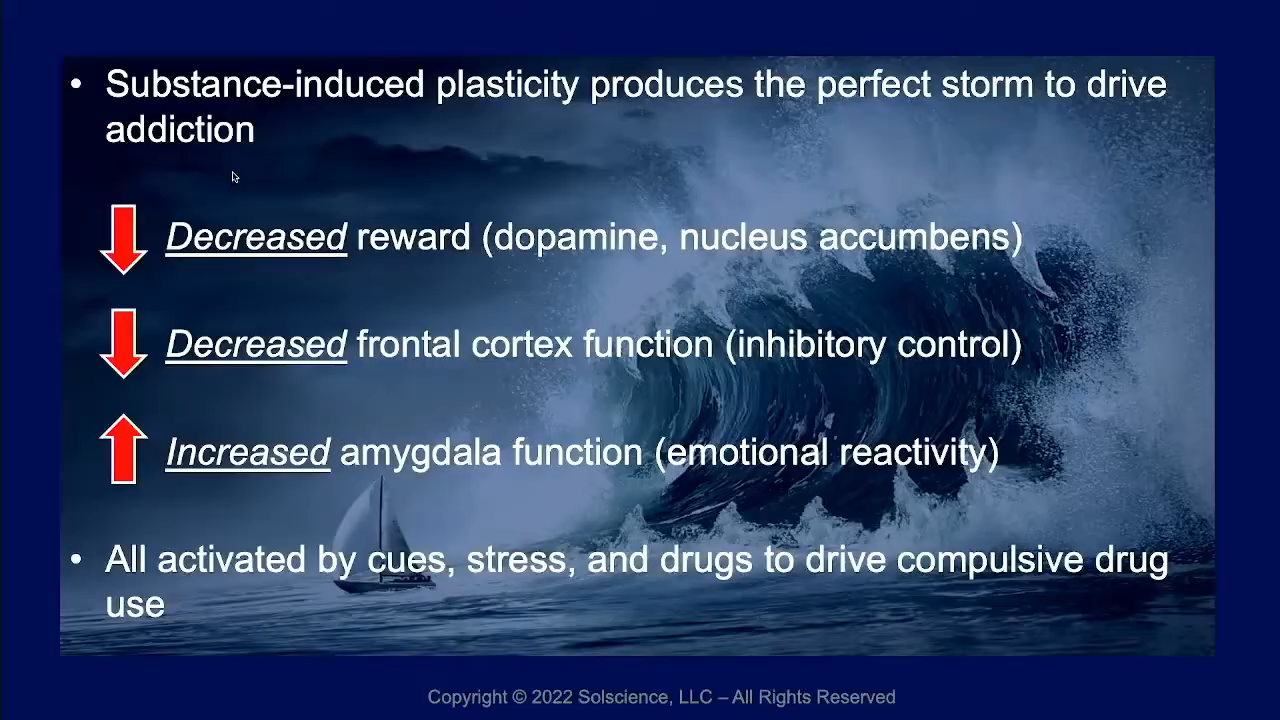 • Substance-induced plasticity produces the perfect storm to drive
addiction
Decreased reward (dopamine, nucleus accumbens)
Decreased frontal cortex function (inhibitory control)
Increased amygdala function (emotional reactivity)
• All activated by cues, stress, and drugs to drive compulsive drug
use
Copyright © 2022 Solscience, LLC – All Rights Reserved